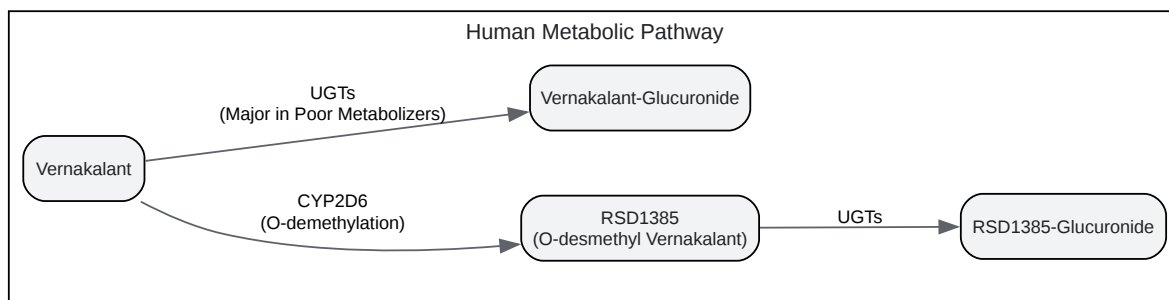 Human Metabolic Pathway
UGTs
(Major in Poor Metabolizers)
Vernakalant-Glucuronide
Vernakalant
CYP2D6
(O-demethylation)
RSD1385
(O-desmethyl Vernakalant)
UGTs
RSD1385-Glucuronide